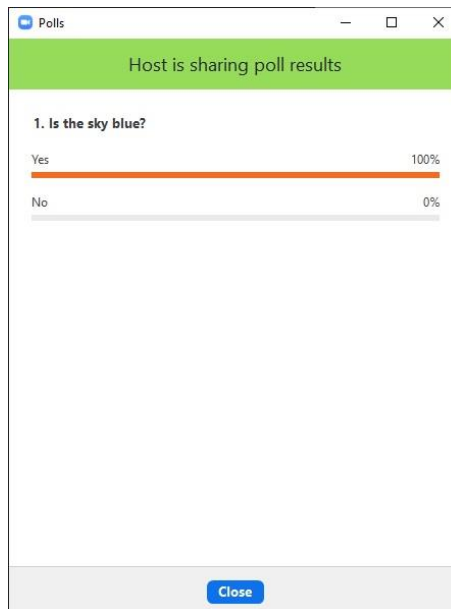 Polls
Host is sharing poll results
1. Is the sky blue?
Yes 100%
No 0%
Close